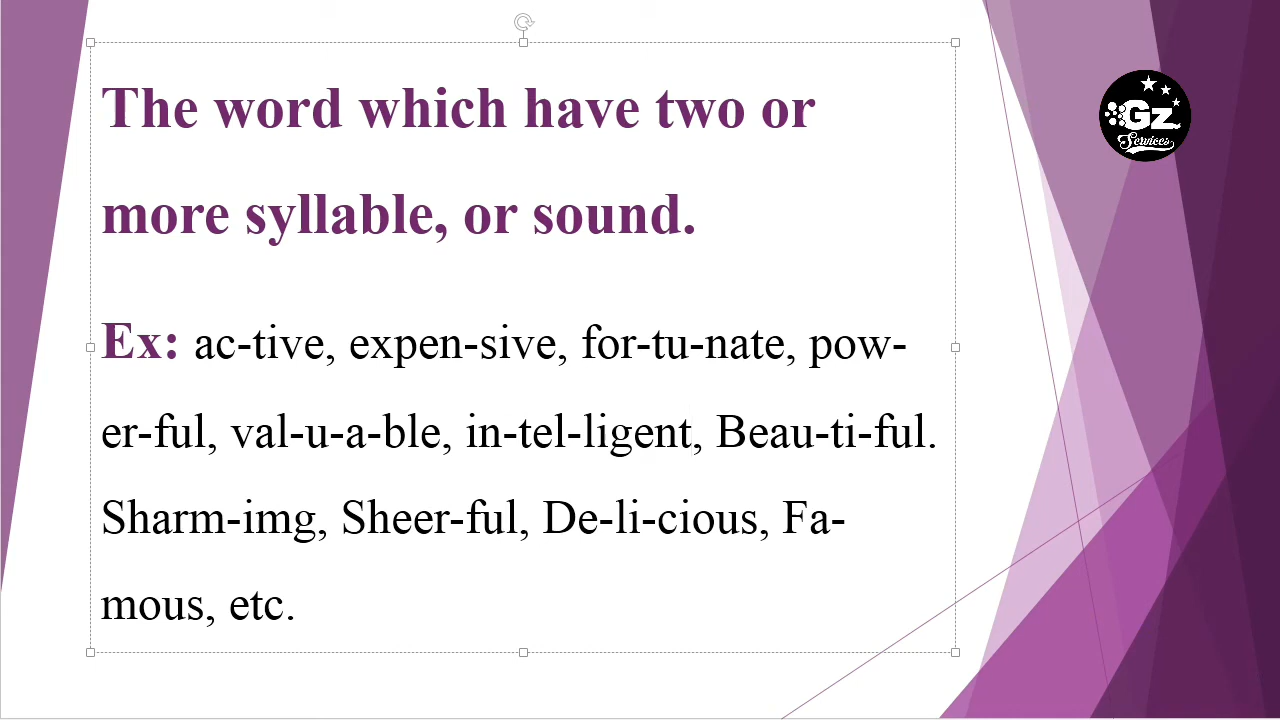 The word which have two or
more syllable, or sound.
Ex: ac-tive, expen-sive, for-tu-nate, pow-
er-ful, val-u-a-ble, in-tel-ligent, Beau-ti-ful.
Sharm-img, Sheer-ful, De-li-cious, Fa-
mous, etc.
GZ
Services